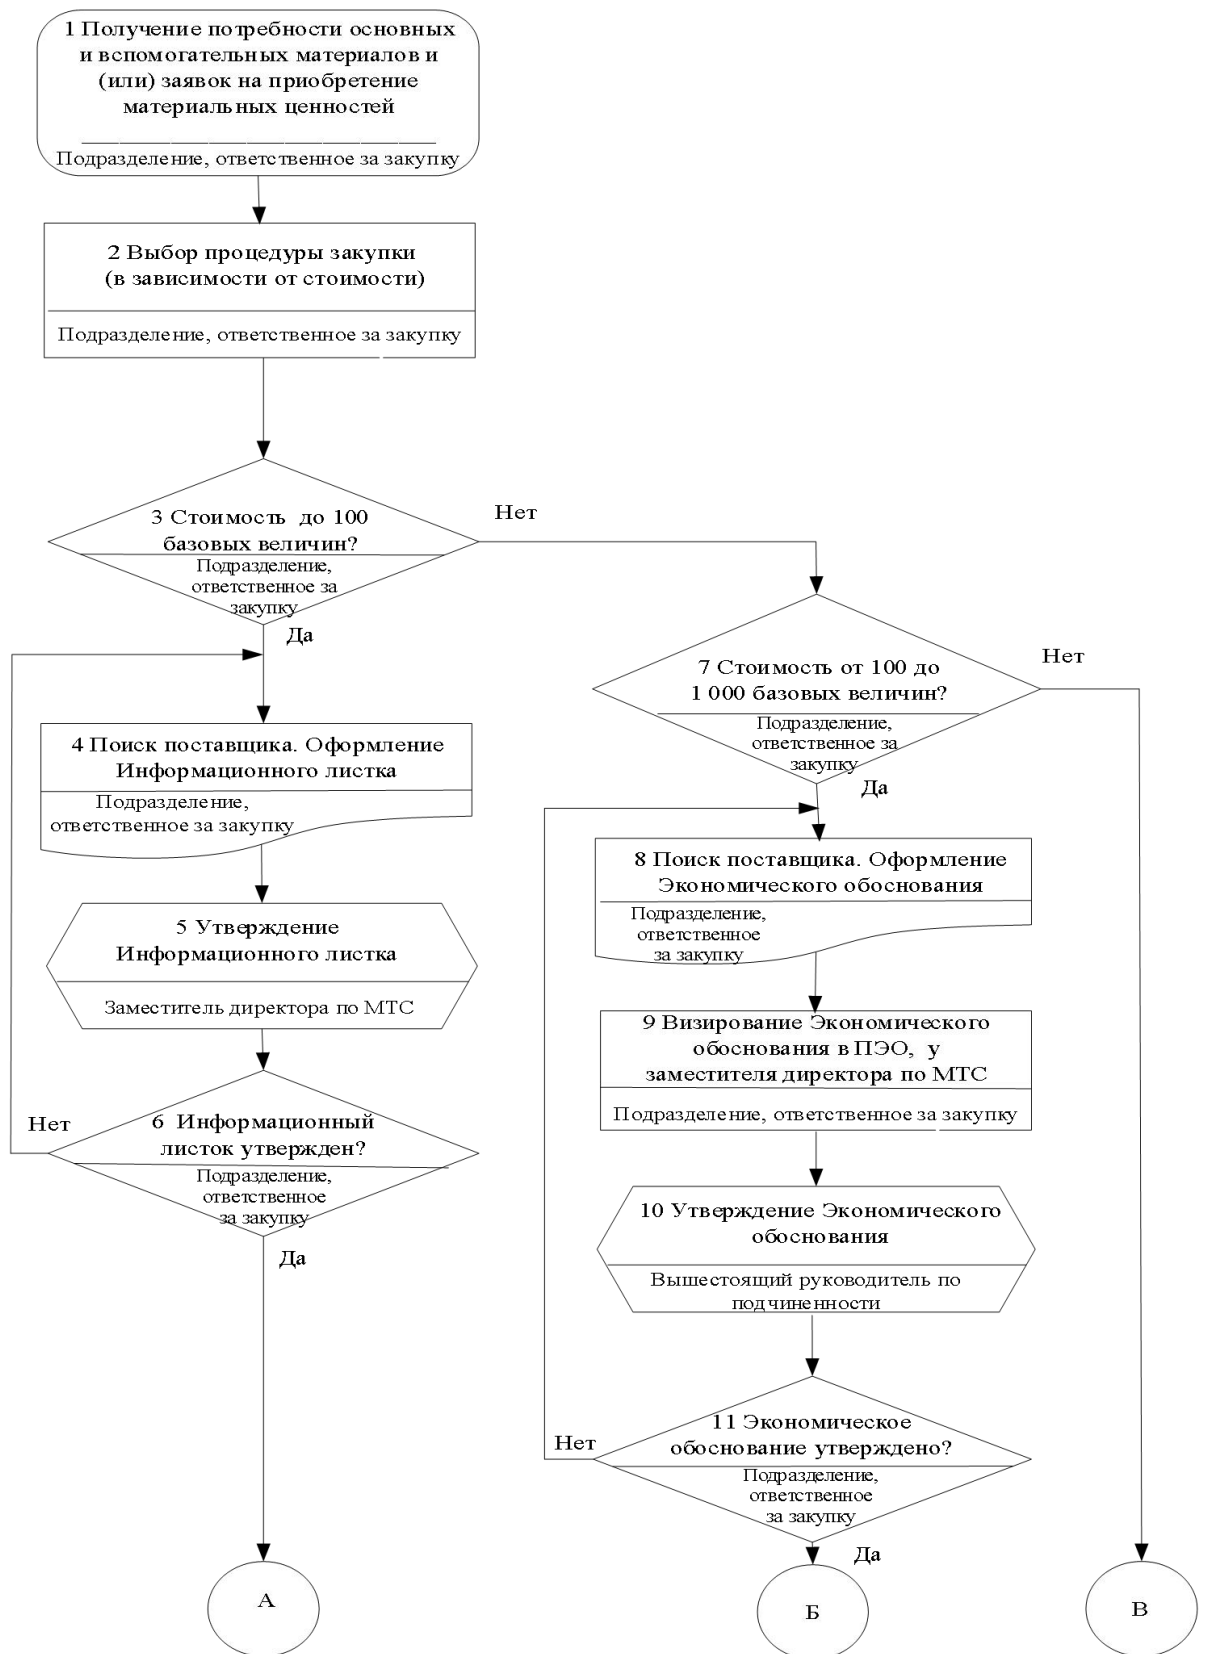 1 Получение потребности основных
и вспомогательных материалов и
(или) заявок на приобретение
материальных ценностей
Подразделение, ответственное за закупку
2 Выбор процедуры закупки
(в зависимости от стоимости)
Подразделение, ответственное за закупку
3 Стоимость до 100
базовых величин?
Подразделение,
ответственное за
закупку
Нет
Да
4 Поиск поставщика. Оформление
Информационного листка
Подразделение,
ответственное за закупку
5 Утверждение
Информационного листка
Заместитель директора по МТС
6 Информационный
листок утвержден?
Подразделение,
ответственное
за закупку
Нет
Да
А
7 Стоимость от 100 до
1 000 базовых величин?
Подразделение,
ответственное за
закупку
Нет
Да
8 Поиск поставщика. Оформление
Экономического обоснования
Подразделение,
ответственное
за закупку
9 Визирование Экономического
обоснования в ПЭО, у
заместителя директора по МТС
Подразделение, ответственное за закупку
10 Утверждение Экономического
обоснования
Вышестоящий руководитель по
подчиненности
11 Экономическое
обоснование утверждено?
Подразделение,
ответственное
за закупку
Нет
Да
Б
В